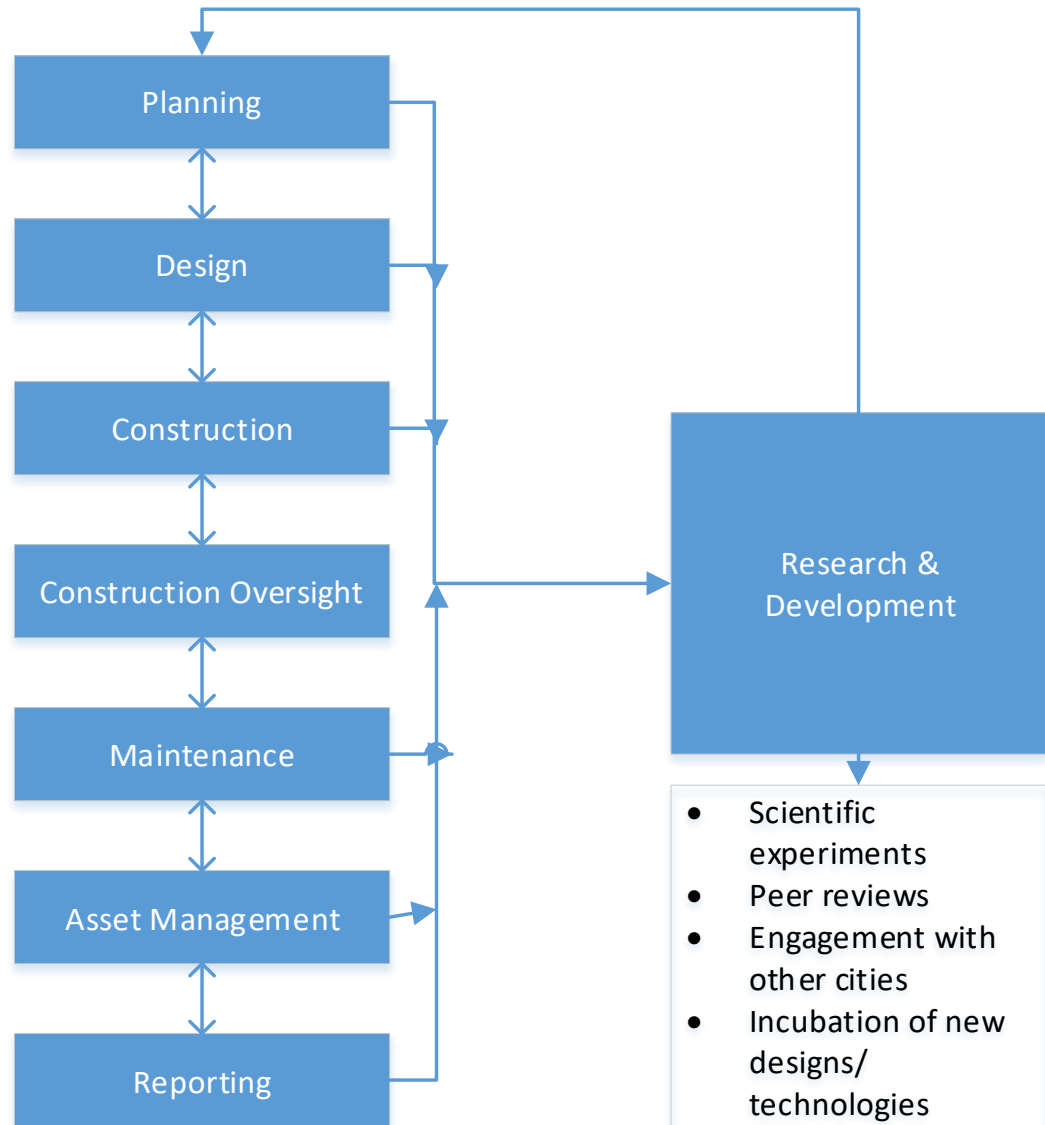 Planning
Design
Construction
Construction Oversight
Maintenance
Asset Management
Reporting
Research &
Development
• Scientific
experiments
• Peer reviews
• Engagement with
other cities
• Incubation of new
designs/
technologies